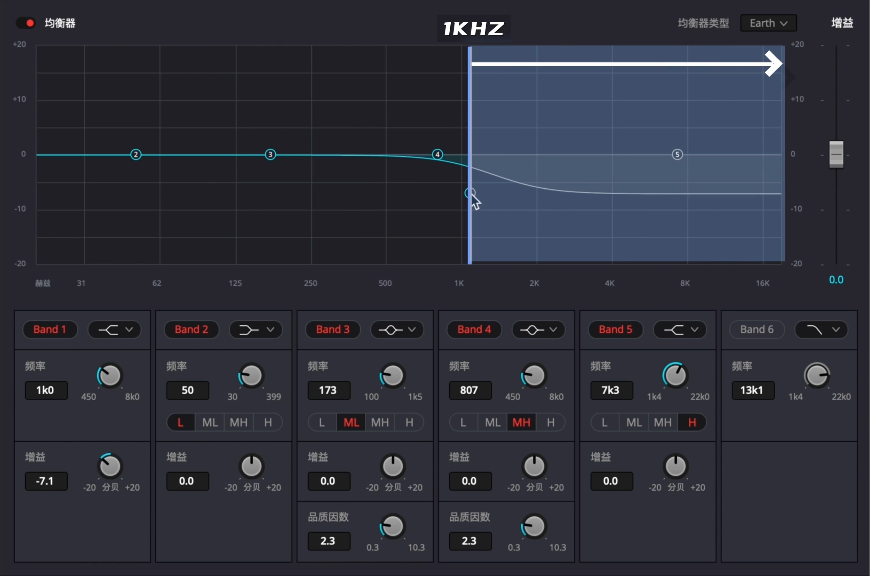 均衡器
1KHZ
均衡器类型
Earth
增益
+20
+10
0
-10
-20
2
3
4
5
+20
+10
0
-10
-20
0.0
赫兹 31 62 125 250 500 1K 2K 4K 8K 16K
Band 1 Band 2 Band 3 Band 4 Band 5 Band 6
频率 频率 频率 频率 频率 频率
1k0 50 173 807 7k3 13k1
450 8k0 30 399 100 1k5 450 8k0 1k4 22k0 1k4 22k0
L ML MH H L ML MH H L ML MH H L ML MH H
增益 增益 增益 增益 增益
-7.1 0.0 0.0 0.0 0.0
-20 分贝 +20 -20 分贝 +20 -20 分贝 +20 -20 分贝 +20 -20 分贝 +20
品质因数 品质因数
2.3 2.3
0.3 10.3 0.3 10.3